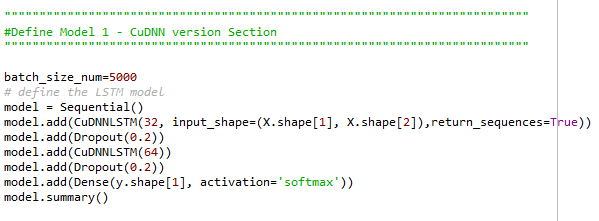 """"""""""""""""""""""""""""""""""""""""""""""""""""""""""""""""""""""""""
#Define Model 1 - CuDNN version Section
""""""""""""""""""""""""""""""""""""""""""""""""""""""""""""""""""""""""""
batch_size_num=5000
# define the LSTM model
model = Sequential()
model.add(CuDNNLSTM(32, input_shape=(X.shape[1], X.shape[2]),return_sequences=True))
model.add(Dropout(0.2))
model.add(CuDNNLSTM(64))
model.add(Dropout(0.2))
model.add(Dense(y.shape[1], activation='softmax'))
model.summary()